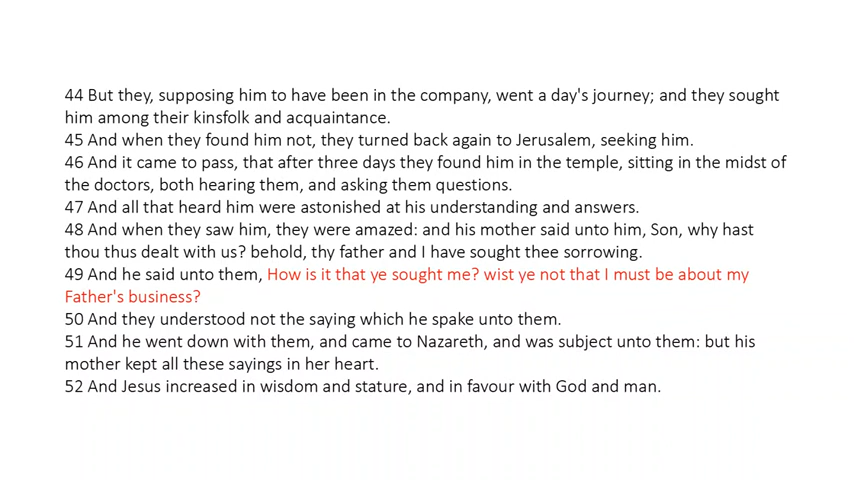 44 But they, supposing him to have been in the company, went a day's journey; and they sought
him among their kinsfolk and acquaintance.
45 And when they found him not, they turned back again to Jerusalem, seeking him.
46 And it came to pass, that after three days they found him in the temple, sitting in the midst of
the doctors, both hearing them, and asking them questions.
47 And all that heard him were astonished at his understanding and answers.
48 And when they saw him, they were amazed: and his mother said unto him, Son, why hast
thou thus dealt with us? behold, thy father and I have sought thee sorrowing.
49 And he said unto them, How is it that ye sought me? wist ye not that I must be about my
Father's business?
50 And they understood not the saying which he spake unto them.
51 And he went down with them, and came to Nazareth, and was subject unto them: but his
mother kept all these sayings in her heart.
52 And Jesus increased in wisdom and stature, and in favour with God and man.